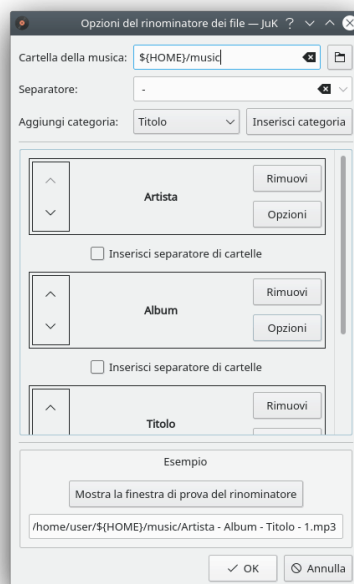 Opzioni del rinominatore dei file — JuK
Cartella della musica: ${HOME}/music
Separatore: -
Aggiungi categoria: Titolo Inserisci categoria
Rimuovi
Artista
Opzioni
Inserisci separatore di cartelle
Rimuovi
Album
Opzioni
Inserisci separatore di cartelle
Rimuovi
Titolo
Esempio
Mostra la finestra di prova del rinominatore
/home/user/${HOME}/music/Artista - Album - Titolo - 1.mp3
OK Annulla